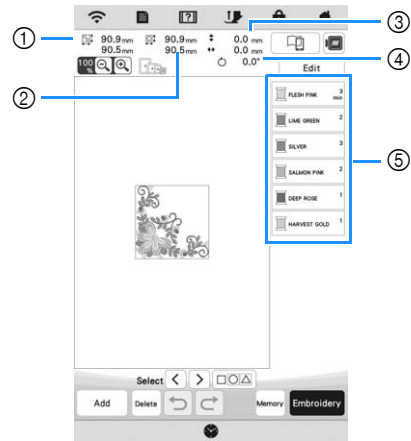 ①
②
③
④
⑤
90.9mm 90.9mm 0.0 mm
90.5mm 90.5mm 0.0 mm
0.0°
100
%
Edit
FLESH PINK 3
min
LIME GREEN 2
SILVER 3
SALMON PINK 2
DEEP ROSE 1
HARVEST GOLD 1
Select < >
Add Delete Memory Embroidery